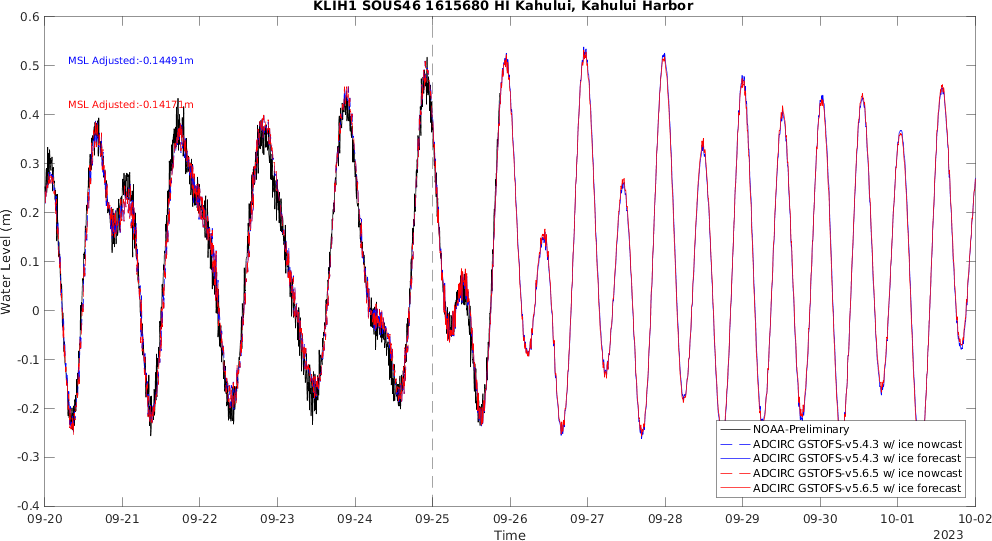 KLIH1 SOUS46 1615680 HI Kahului, Kahului Harbor
0.6
0.5
0.4
0.3
0.2
0.1
0
-0.1
-0.2
-0.3
-0.4
Water Level (m)
MSL Adjusted:-0.14491m
MSL Adjusted:-0.14171m
NOAA-Preliminary
ADCIRC GSTOFS-v5.4.3 w/ ice nowcast
ADCIRC GSTOFS-v5.4.3 w/ ice forecast
ADCIRC GSTOFS-v5.6.5 w/ ice nowcast
ADCIRC GSTOFS-v5.6.5 w/ ice forecast
09-20 09-21 09-22 09-23 09-24 09-25 09-26 09-27 09-28 09-29 09-30 10-01 10-02
Time
2023